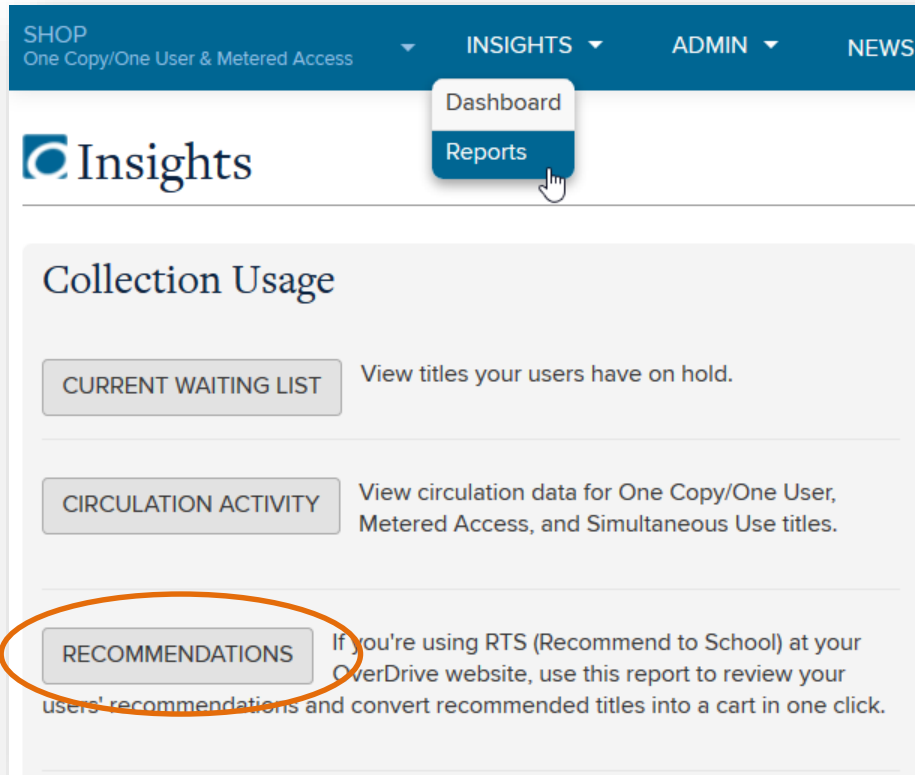 SHOP
One Copy/One User & Metered Access
INSIGHTS
ADMIN
NEWS
Dashboard
Reports
Insights
Collection Usage
CURRENT WAITING LIST
View titles your users have on hold.
CIRCULATION ACTIVITY
View circulation data for One Copy/One User,
Metered Access, and Simultaneous Use titles.
RECOMMENDATIONS
If you're using RTS (Recommend to School) at your
OverDrive website, use this report to review your
users' recommendations and convert recommended titles into a cart in one click.